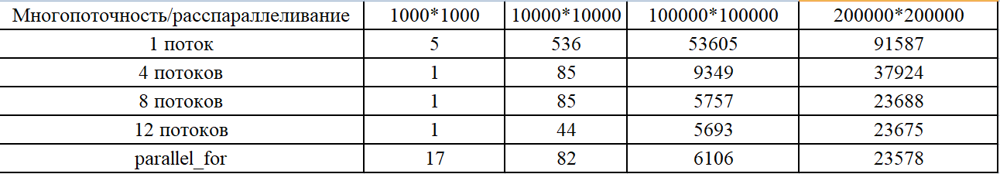 Многопоточность/расспараллеливание 1000*1000 10000*10000 100000*100000 200000*200000
1 поток 5 536 53605 91587
4 потоков 1 85 9349 37924
8 потоков 1 85 5757 23688
12 потоков 1 44 5693 23675
parallel_for 17 82 6106 23578